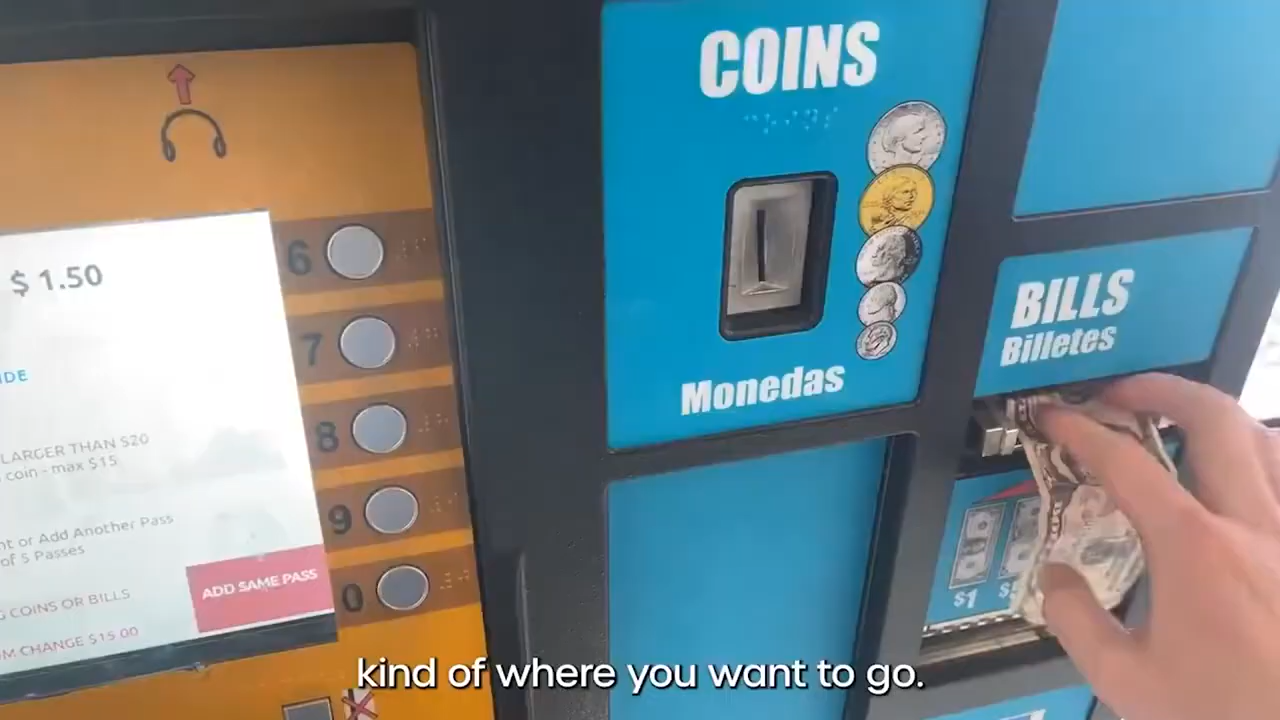 $ 1.50
IDE
LARGER THAN $20
coin - max $15
nt or Add Another Pass
of 5 Passes
ADD SAME PASS
G COINS OR BILLS
M CHANGE $15.00
6
7
8
9
0
COINS
Monedas
BILLS
Billetes
$1
kind of where you want to go.